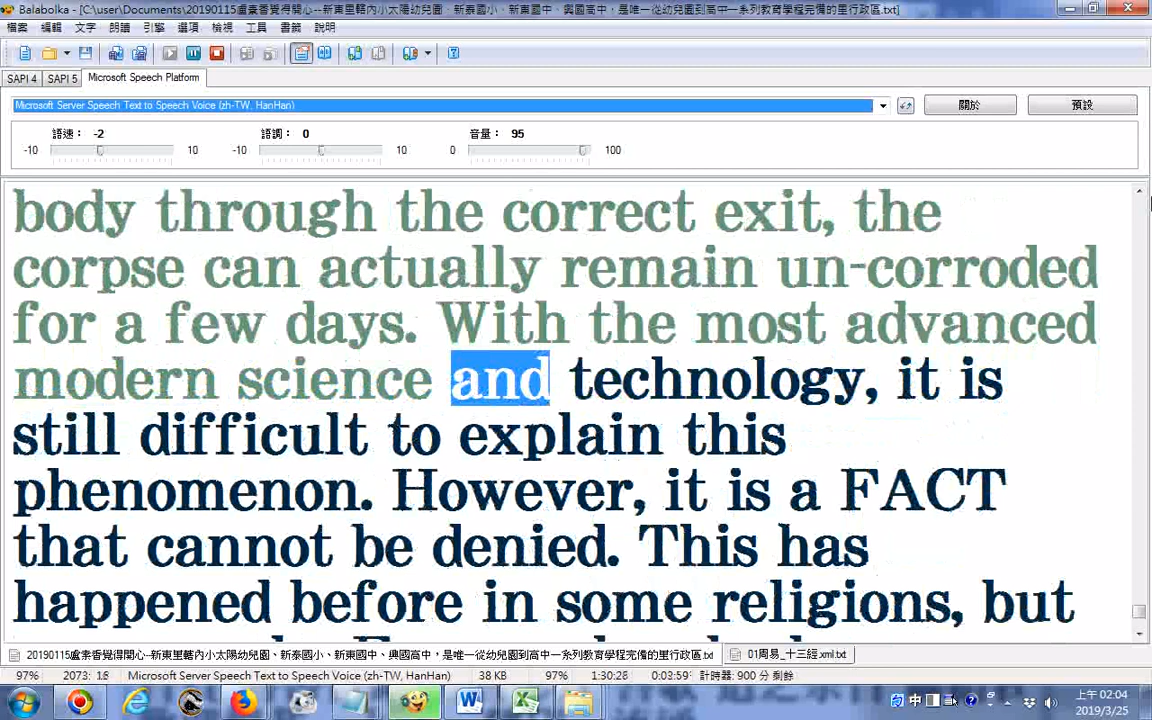 Balabolka - [C:\user\Documents\20190115盧素香覺得開心--新東里轄內小太陽幼兒園、新泰國小、新東國中、興國高中，是唯一從幼兒園到高中一系列教育學程完備的里行政區.txt]
檔案 編輯 文字 朗讀 引擎 選項 檢視 工具 書籤 說明
SAPI 4 SAPI 5 Microsoft Speech Platform
Microsoft Server Speech Text to Speech Voice (zh-TW, HanHan) 關於 預設
語速： -2 語調： 0 音量： 95
-10 10 -10 10 0 100
body through the correct exit, the
corpse can actually remain un-corroded
for a few days. With the most advanced
modern science and technology, it is
still difficult to explain this
phenomenon. However, it is a FACT
that cannot be denied. This has
happened before in some religions, but
20190115盧素香覺得開心--新東里轄內小太陽幼兒園、新泰國小、新東國中、興國高中，是唯一從幼兒園到高中一系列教育學程完備的里行政區.txt 01周易_十三經.xml.txt
97% 2073: 16 Microsoft Server Speech Text to Speech Voice (zh-TW, HanHan) 38 KB 97% 1:30:28 0:03:59 計時器: 900 分 剩餘
中 上午 02:04
2019/3/25